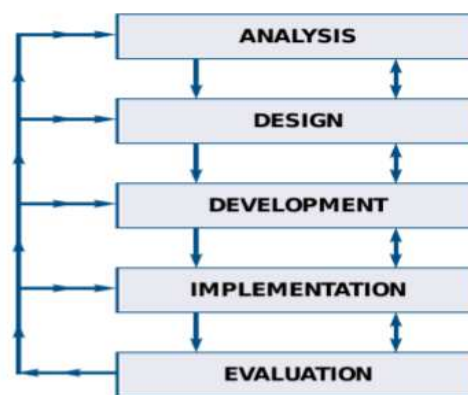 ANALYSIS
DESIGN
DEVELOPMENT
IMPLEMENTATION
EVALUATION